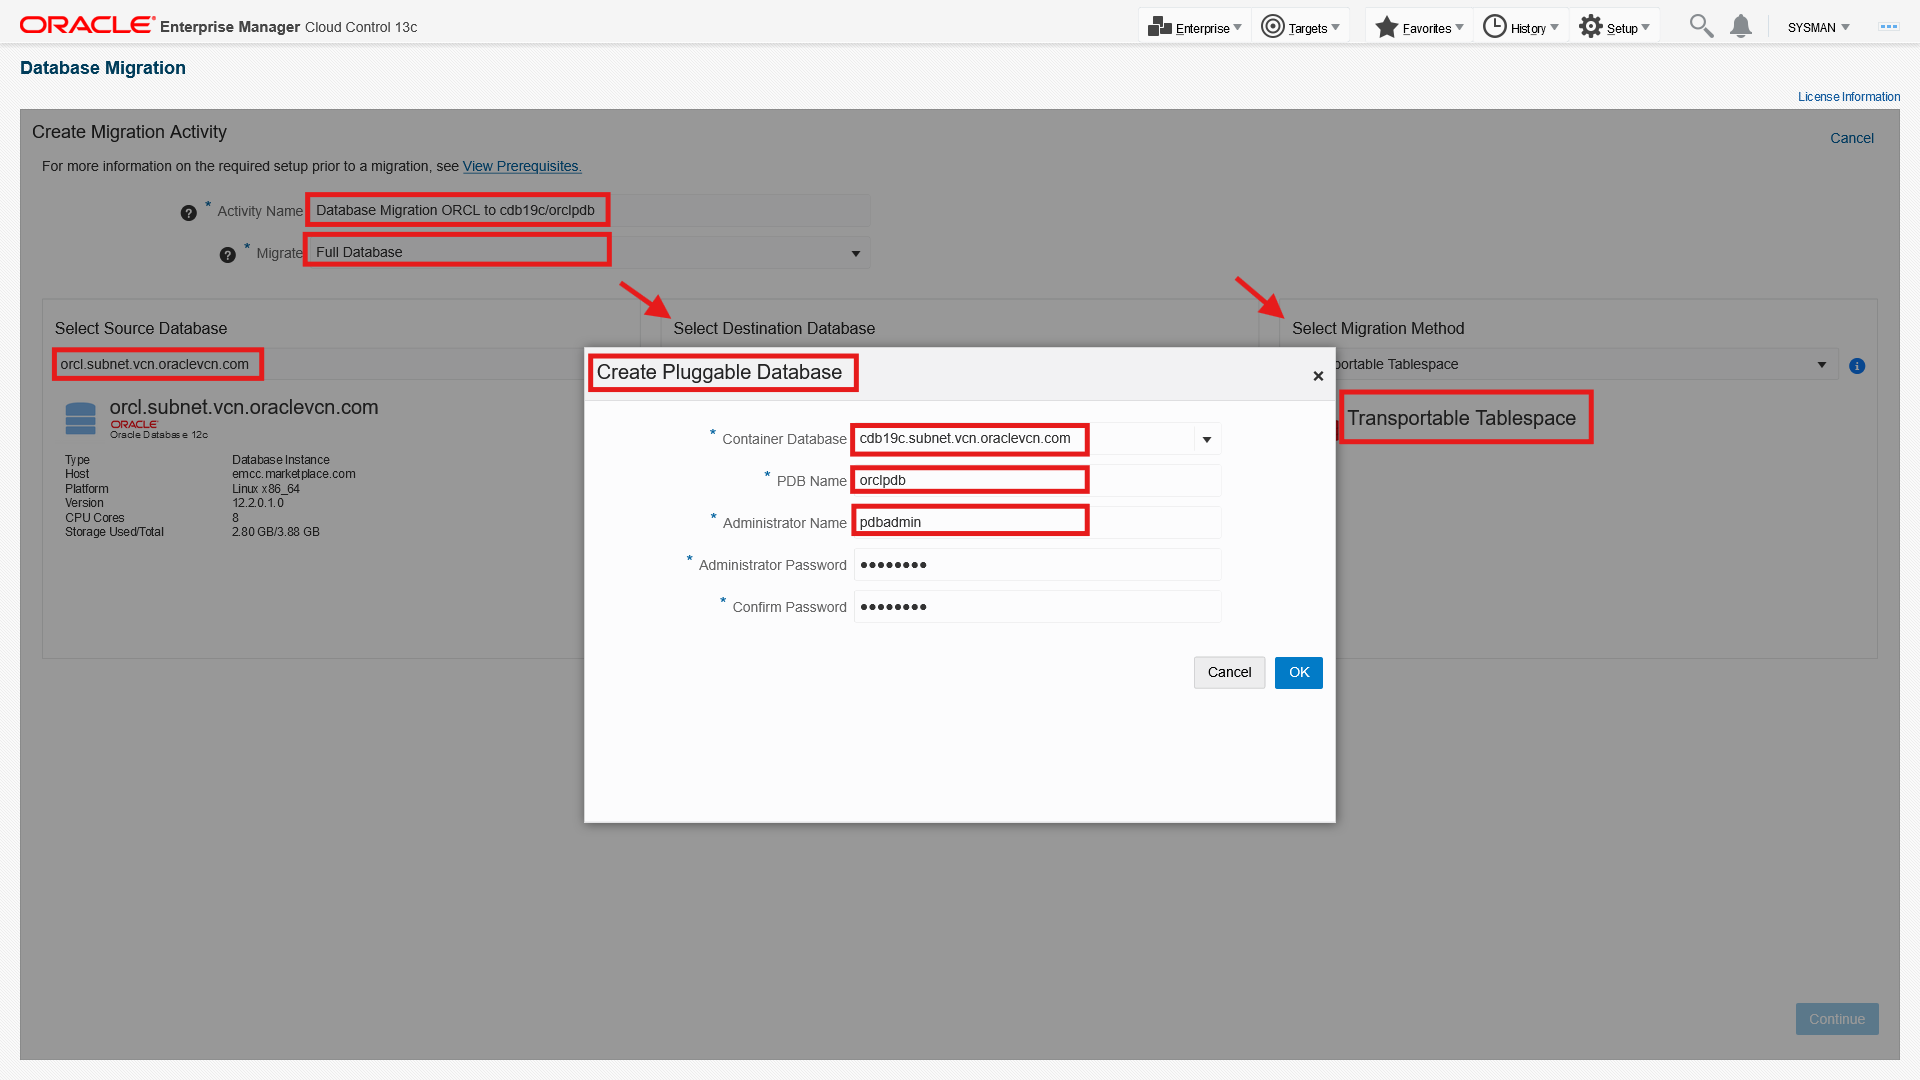 ORACLE Enterprise Manager Cloud Control 13c
Enterprise
Targets
Favorites
History
Setup
SYSMAN
Database Migration
License Information
Create Migration Activity
Cancel
For more information on the required setup prior to a migration, see View Prerequisites.
? * Activity Name Database Migration ORCL to cdb19c/orclpdb
? * Migrate Full Database
Select Source Database
Select Destination Database
Select Migration Method
orcl.subnet.vcn.oraclevcn.com
portable Tablespace
Transportable Tablespace
orcl.subnet.vcn.oraclevcn.com
ORACLE
Oracle Database 12c
Type Database Instance
Host emcc.marketplace.com
Platform Linux x86_64
Version 12.2.0.1.0
CPU Cores 8
Storage Used/Total 2.80 GB/3.88 GB
Create Pluggable Database
* Container Database cdb19c.subnet.vcn.oraclevcn.com
* PDB Name orclpdb
* Administrator Name pdbadmin
* Administrator Password ••••••••
* Confirm Password ••••••••
Cancel OK
Continue